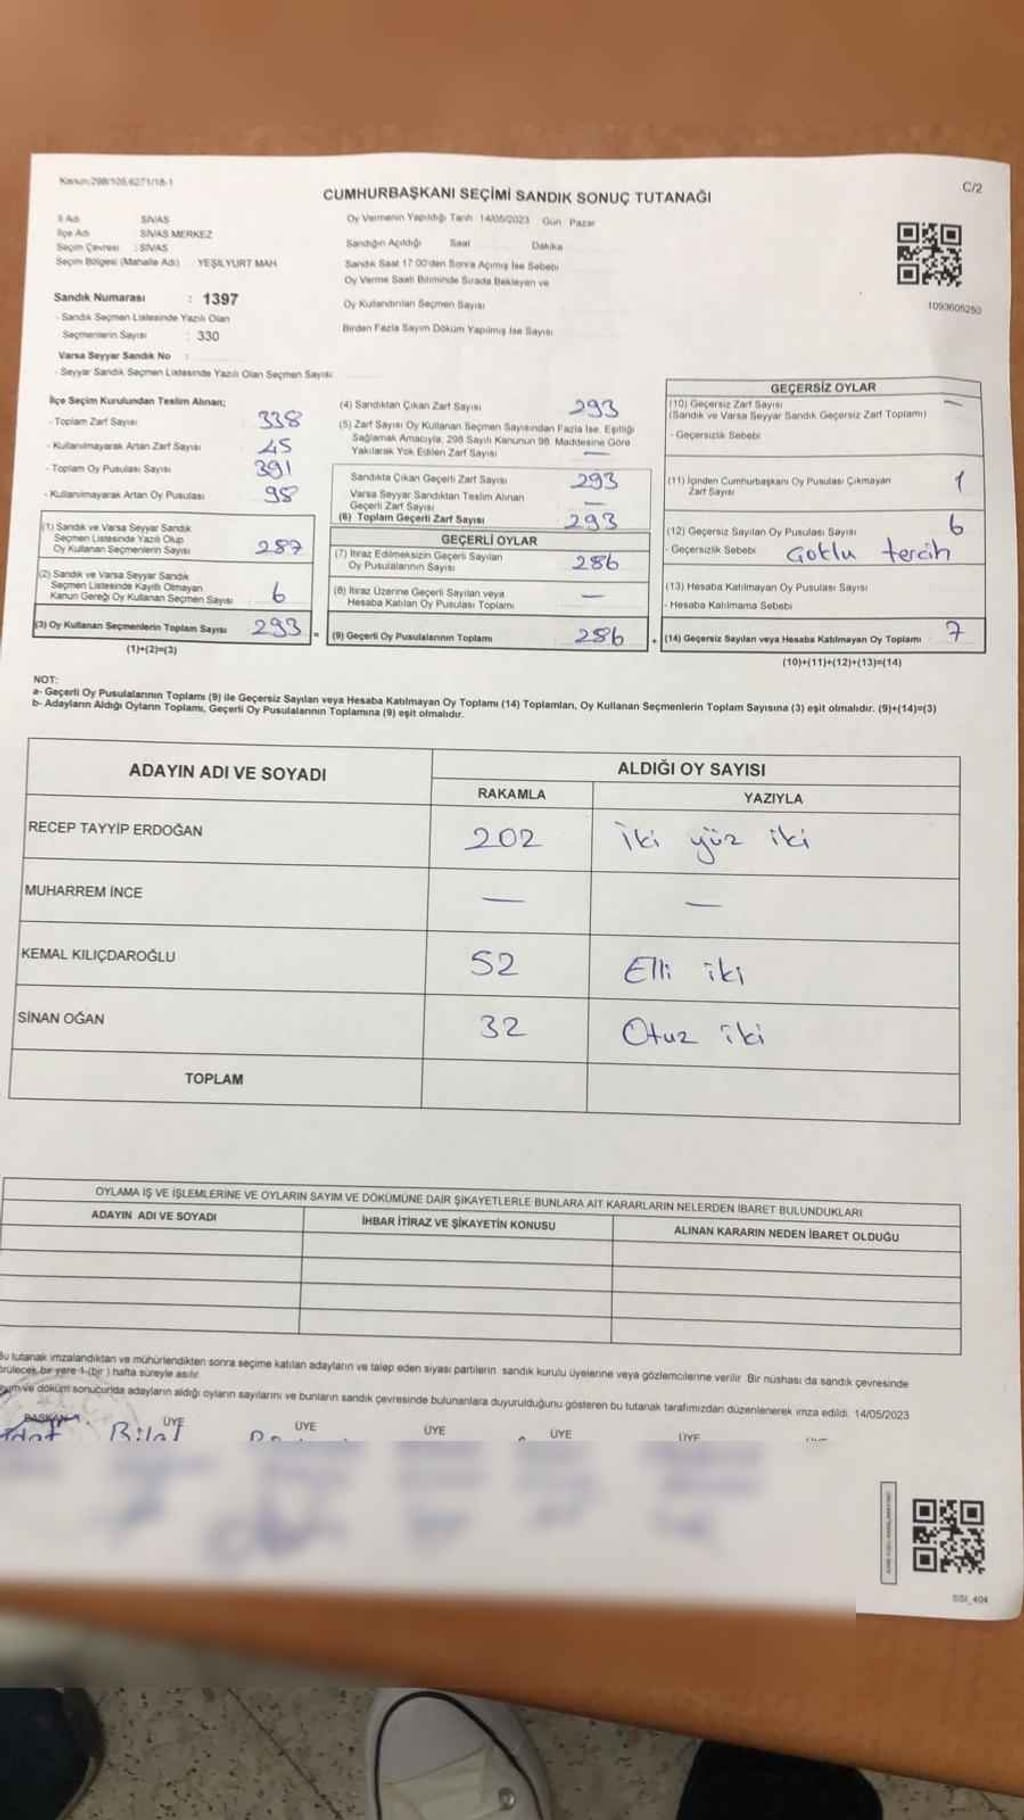 Kanun:298/105,6271/18-1
C/2
CUMHURBAŞKANI SEÇİMİ SANDIK SONUÇ TUTANAĞI
İl Adı SİVAS
İlçe Adı SİVAS MERKEZ
Seçim Çevresi : SİVAS
Seçim Bölgesi (Mahalle Adı) YEŞİLYURT MAH
Sandık Numarası : 1397
- Sandık Seçmen Listesinde Yazılı Olan
Seçmenlerin Sayısı : 330
Varsa Seyyar Sandık No :
- Seyyar Sandık Seçmen Listesinde Yazılı Olan Seçmen Sayısı
Oy Vermenin Yapıldığı Tarih 14/05/2023 Gün Pazar
Sandığın Açıldığı Saat Dakika
Sandık Saat 17:00'den Sonra Açılmış İse Sebebi
Oy Verme Saati Bitiminde Sırada Bekleyen ve
Oy Kullandırılan Seçmen Sayısı
Birden Fazla Sayım Döküm Yapılmış İse Sayısı
1093606253
İlçe Seçim Kurulundan Teslim Alınan;
- Toplam Zarf Sayısı 338
- Kullanılmayarak Artan Zarf Sayısı 45
- Toplam Oy Pusulası Sayısı 391
- Kullanılmayarak Artan Oy Pusulası 98
(1) Sandık ve Varsa Seyyar Sandık
Seçmen Listesinde Yazılı Olup
Oy Kullanan Seçmenlerin Sayısı 287
(2) Sandık ve Varsa Seyyar Sandık
Seçmen Listesinde Kayıtlı Olmayan
Kanun Gereği Oy Kullanan Seçmen Sayısı 6
(3) Oy Kullanan Seçmenlerin Toplam Sayısı 293 =
(1)+(2)=(3)
(4) Sandıktan Çıkan Zarf Sayısı 293
(5) Zarf Sayısı Oy Kullanan Seçmen Sayısından Fazla İse, Eşitliği
Sağlamak Amacıyla, 298 Sayılı Kanunun 98. Maddesine Göre
Yakılarak Yok Edilen Zarf Sayısı —
Sandıkta Çıkan Geçerli Zarf Sayısı 293
Varsa Seyyar Sandıktan Teslim Alınan
Geçerli Zarf Sayısı —
(6) Toplam Geçerli Zarf Sayısı 293
GEÇERLİ OYLAR
(7) İtiraz Edilmeksizin Geçerli Sayılan
Oy Pusulalarının Sayısı 286
(8) İtiraz Üzerine Geçerli Sayılan veya
Hesaba Katılan Oy Pusulası Toplamı —
(9) Geçerli Oy Pusulalarının Toplamı 286 +
GEÇERSİZ OYLAR
(10) Geçersiz Zarf Sayısı —
(Sandık ve Varsa Seyyar Sandık Geçersiz Zarf Toplamı)
- Geçersizlik Sebebi
(11) İçinden Cumhurbaşkanı Oy Pusulası Çıkmayan
Zarf Sayısı 1
(12) Geçersiz Sayılan Oy Pusulası Sayısı 6
- Geçersizlik Sebebi Çoklu tercih
(13) Hesaba Katılmayan Oy Pusulası Sayısı
- Hesaba Katılmama Sebebi
(14) Geçersiz Sayılan veya Hesaba Katılmayan Oy Toplamı 7
(10)+(11)+(12)+(13)=(14)
NOT:
a- Geçerli Oy Pusulalarının Toplamı (9) ile Geçersiz Sayılan veya Hesaba Katılmayan Oy Toplamı (14) Toplamları, Oy Kullanan Seçmenlerin Toplam Sayısına (3) eşit olmalıdır. (9)+(14)=(3)
b- Adayların Aldığı Oyların Toplamı, Geçerli Oy Pusulalarının Toplamına (9) eşit olmalıdır.
ADAYIN ADI VE SOYADI ALDIĞI OY SAYISI
RAKAMLA YAZIYLA
RECEP TAYYİP ERDOĞAN 202 İki yüz iki
MUHARREM İNCE — —
KEMAL KILIÇDAROĞLU 52 Elli iki
SİNAN OĞAN 32 Otuz iki
TOPLAM
OYLAMA İŞ VE İŞLEMLERİNE VE OYLARIN SAYIM VE DÖKÜMÜNE DAİR ŞİKAYETLERLE BUNLARA AİT KARARLARIN NELERDEN İBARET BULUNDUKLARI
ADAYIN ADI VE SOYADI İHBAR İTİRAZ VE ŞİKAYETİN KONUSU ALINAN KARARIN NEDEN İBARET OLDUĞU
Bu tutanak imzalandıktan ve mühürlendikten sonra seçime katılan adayların ve talep eden siyasi partilerin sandık kurulu üyelerine veya gözlemcilerine verilir. Bir nüshası da sandık çevresinde
görülecek bir yere 1 (bir) hafta süreyle asılır.
ve döküm sonucunda adayların aldığı oyların sayılarını ve bunların sandık çevresinde bulunanlara duyurulduğunu gösteren bu tutanak tarafımızdan düzenlenerek imza edildi. 14/05/2023
BAŞKAN ÜYE ÜYE ÜYE ÜYE ÜYE
Bilal
SSI_404